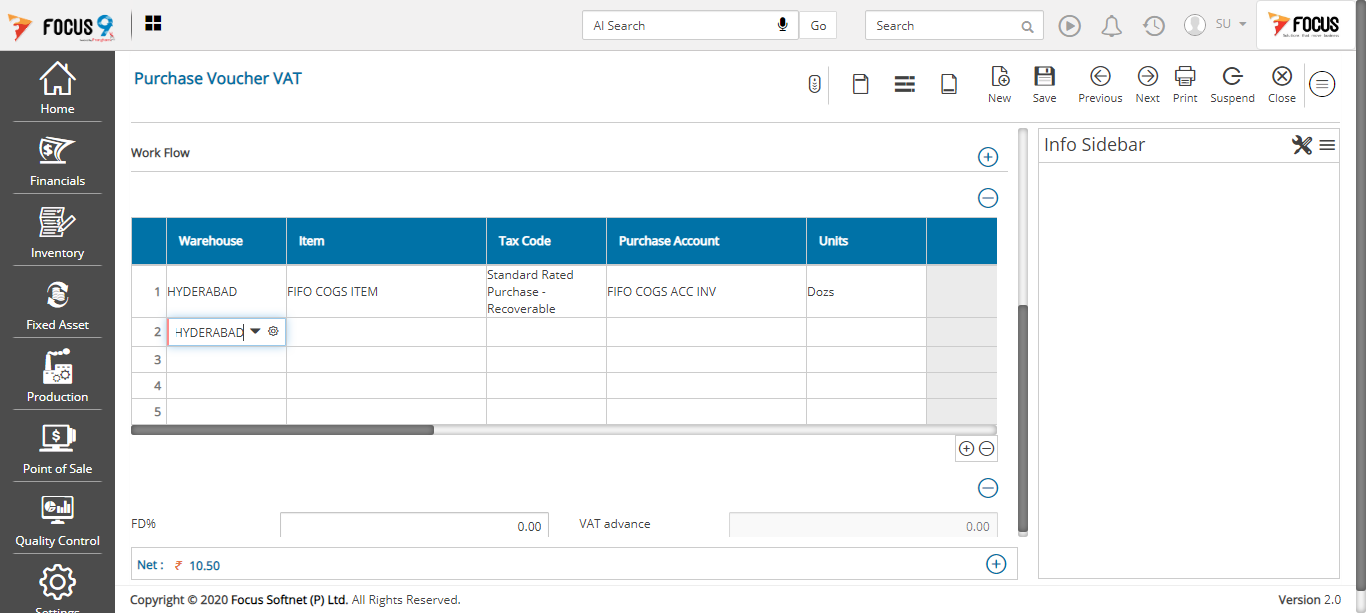 FOCUS 9
AI Search
Go
Search
SU
FOCUS
Home
Financials
Inventory
Fixed Asset
Production
Point of Sale
Quality Control
Settings
Purchase Voucher VAT
New
Save
Previous
Next
Print
Suspend
Close
Work Flow
Warehouse Item Tax Code Purchase Account Units
1 HYDERABAD FIFO COGS ITEM Standard Rated Purchase - Recoverable FIFO COGS ACC INV Dozs
2 HYDERABAD
3
4
5
FD% 0.00 VAT advance 0.00
Net : ₹ 10.50
Info Sidebar
Copyright © 2020 Focus Softnet (P) Ltd. All Rights Reserved.
Version 2.0